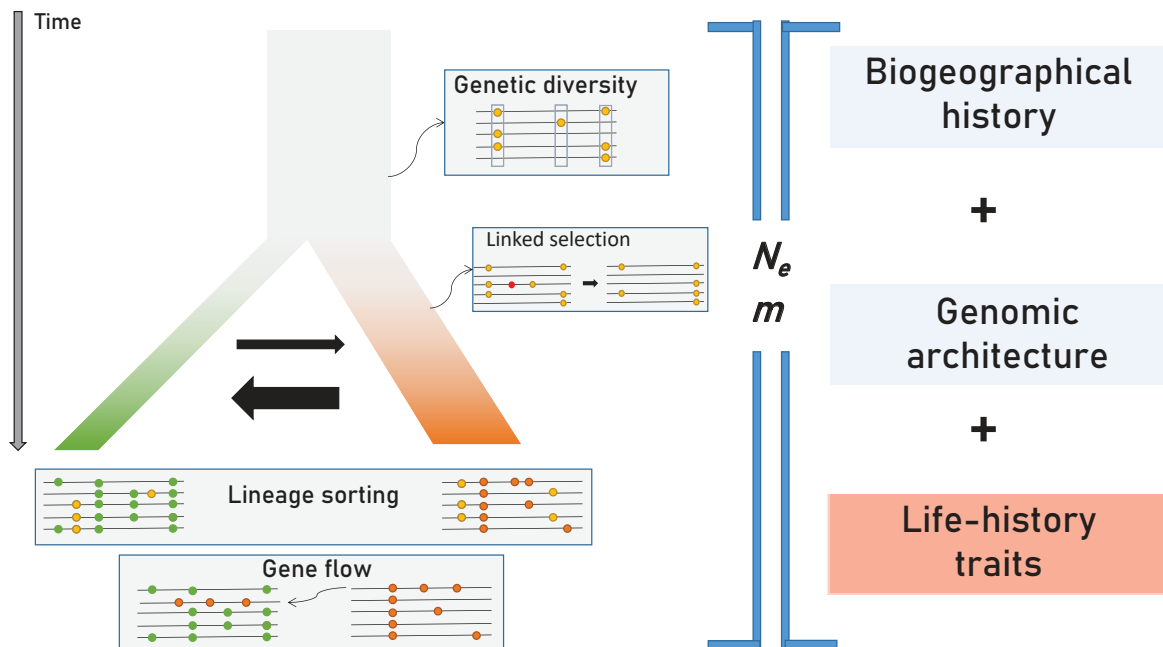 Time
Genetic diversity
Linked selection
Lineage sorting
Gene flow
Ne
m
Biogeographical
history
+
Genomic
architecture
+
Life-history
traits